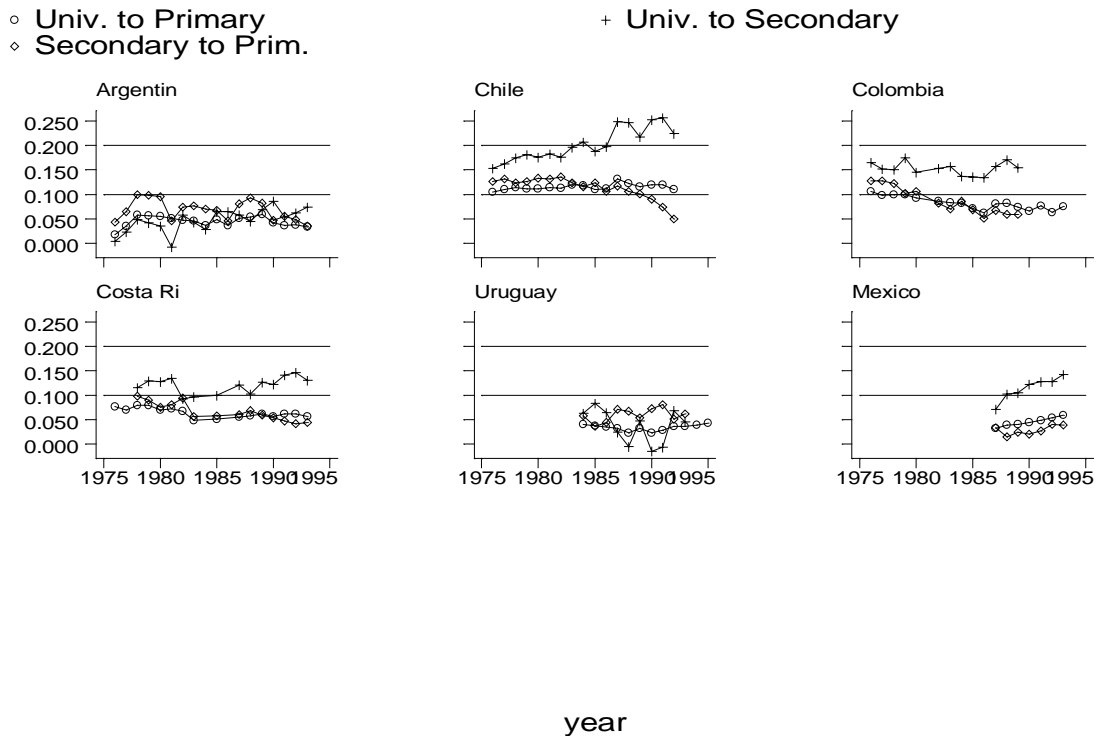 ○ Univ. to Primary
+ Univ. to Secondary
◇ Secondary to Prim.
Argentin
Chile
Colombia
0.250
0.200
0.150
0.100
0.050
0.000
Costa Ri
Uruguay
Mexico
0.250
0.200
0.150
0.100
0.050
0.000
1975 1980 1985 1990 1995
1975 1980 1985 1990 1995
1975 1980 1985 1990 1995
year